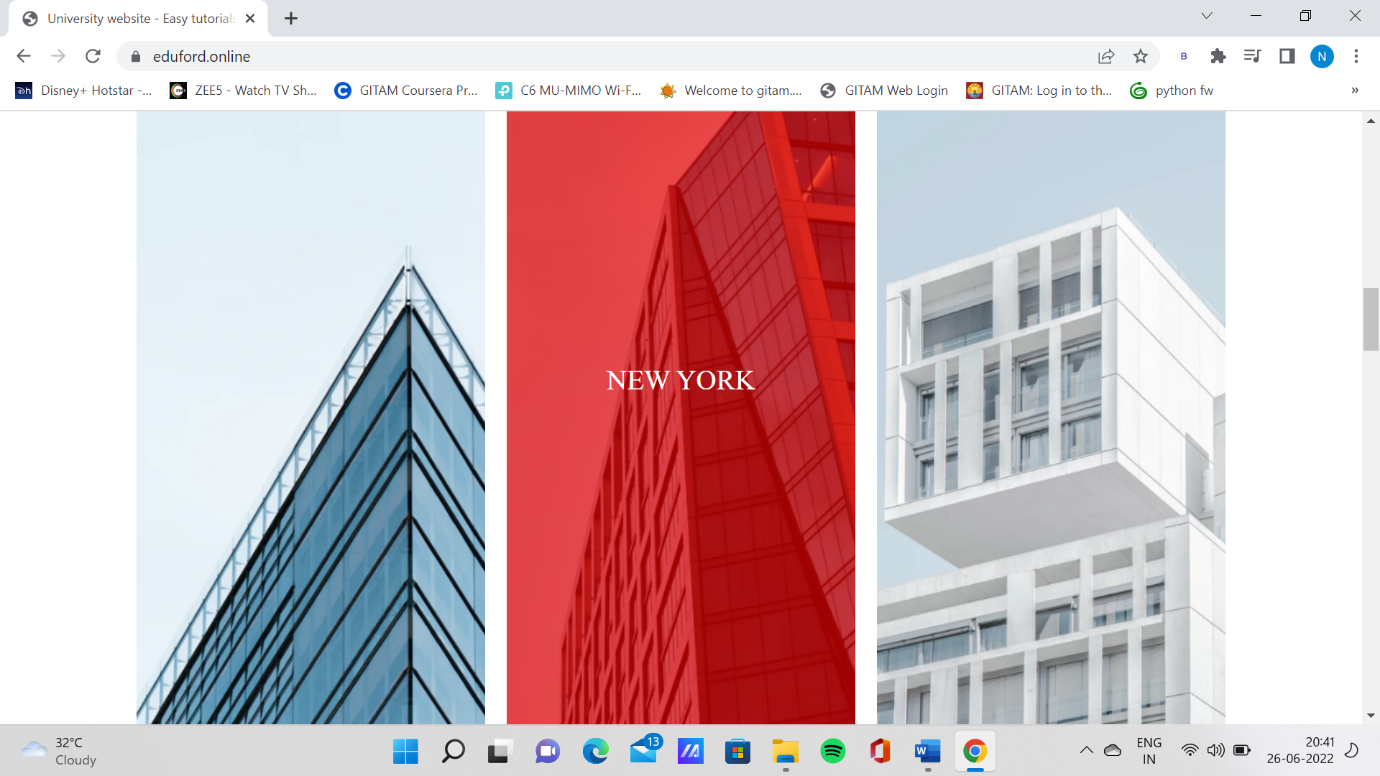 University website - Easy tutorials
eduford.online
N
Disney+ Hotstar -...
ZEE5 - Watch TV Sh...
GITAM Coursera Pr...
C6 MU-MIMO Wi-F...
Welcome to gitam....
GITAM Web Login
GITAM: Log in to th...
python fw
»
NEW YORK
32°C
Cloudy
13
ENG
IN
20:41
26-06-2022